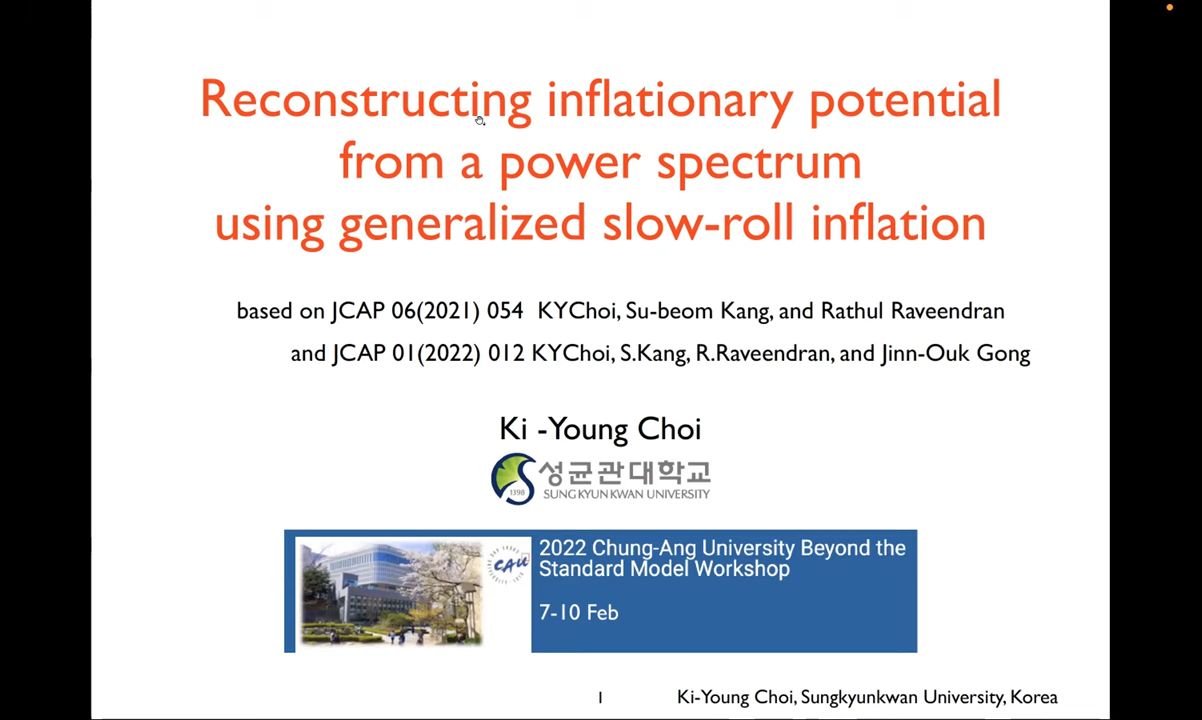 Reconstructing inflationary potential
from a power spectrum
using generalized slow-roll inflation
based on JCAP 06(2021) 054 KYChoi, Su-beom Kang, and Rathul Raveendran
and JCAP 01(2022) 012 KYChoi, S.Kang, R.Raveendran, and Jinn-Ouk Gong
Ki -Young Choi
1398
성균관대학교
SUNG KYUN KWAN UNIVERSITY
CAU
2022 Chung-Ang University Beyond the
Standard Model Workshop
7-10 Feb
1
Ki-Young Choi, Sungkyunkwan University, Korea